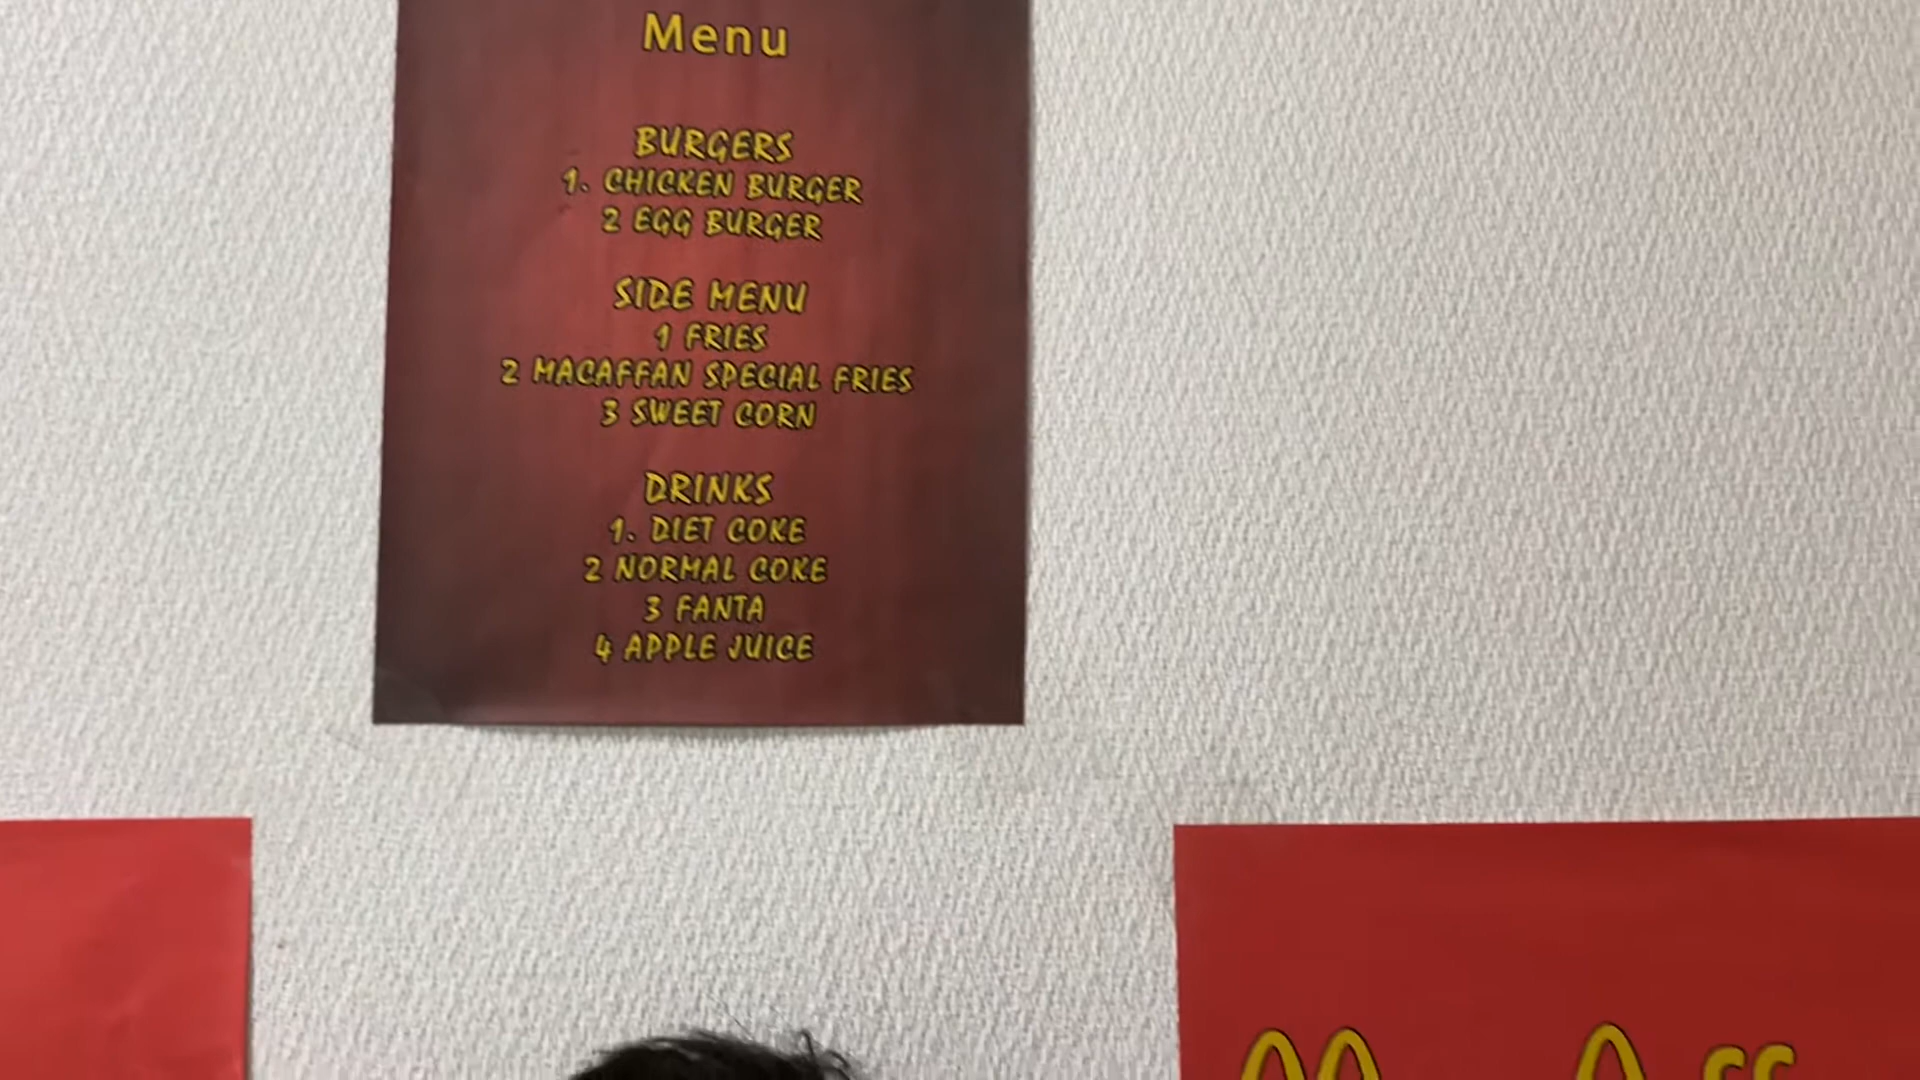 Menu
BURGERS
1. CHICKEN BURGER
2 EGG BURGER
SIDE MENU
1 FRIES
2 MACAFFAN SPECIAL FRIES
3 SWEET CORN
DRINKS
1. DIET COKE
2 NORMAL COKE
3 FANTA
4 APPLE JUICE